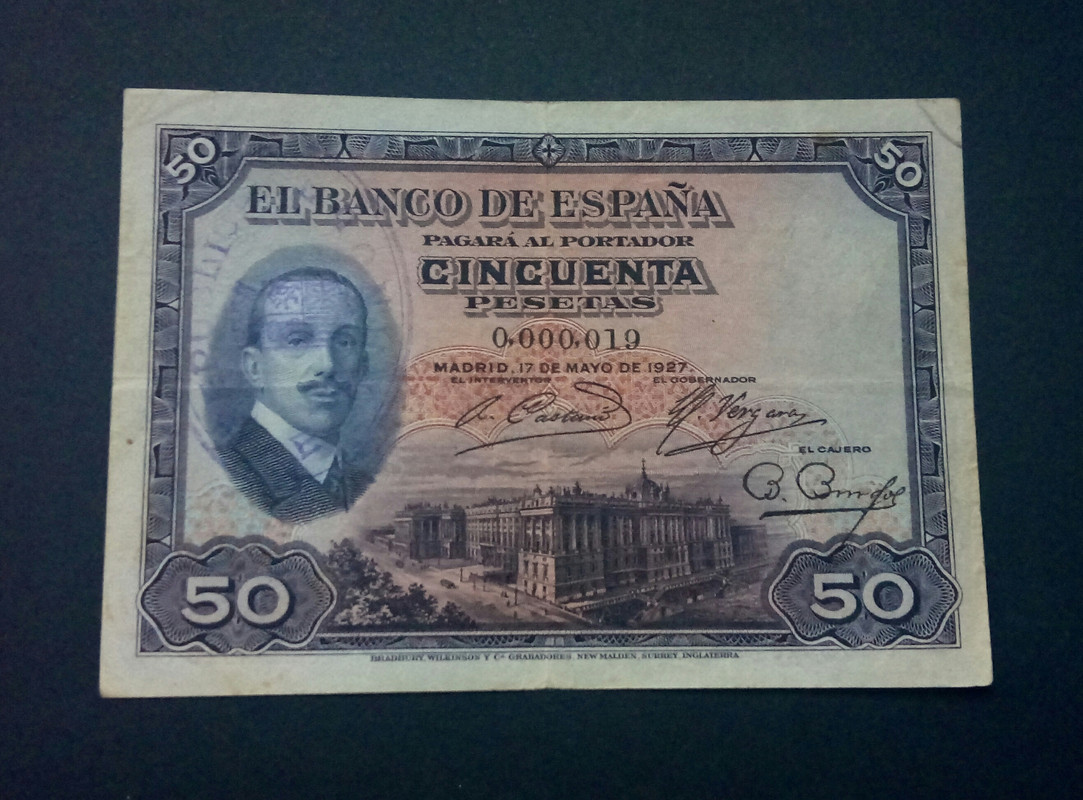 50
50
EL BANCO DE ESPAÑA
PAGARÁ AL PORTADOR
CINCUENTA
PESETAS
0,000,019
MADRID, 17 DE MAYO DE 1927.
EL INTERVENTOR
EL GOBERNADOR
EL CAJERO
50
50
BRADBURY, WILKINSON Y Cª GRABADORES, NEW MALDEN, SURREY, INGLATERRA